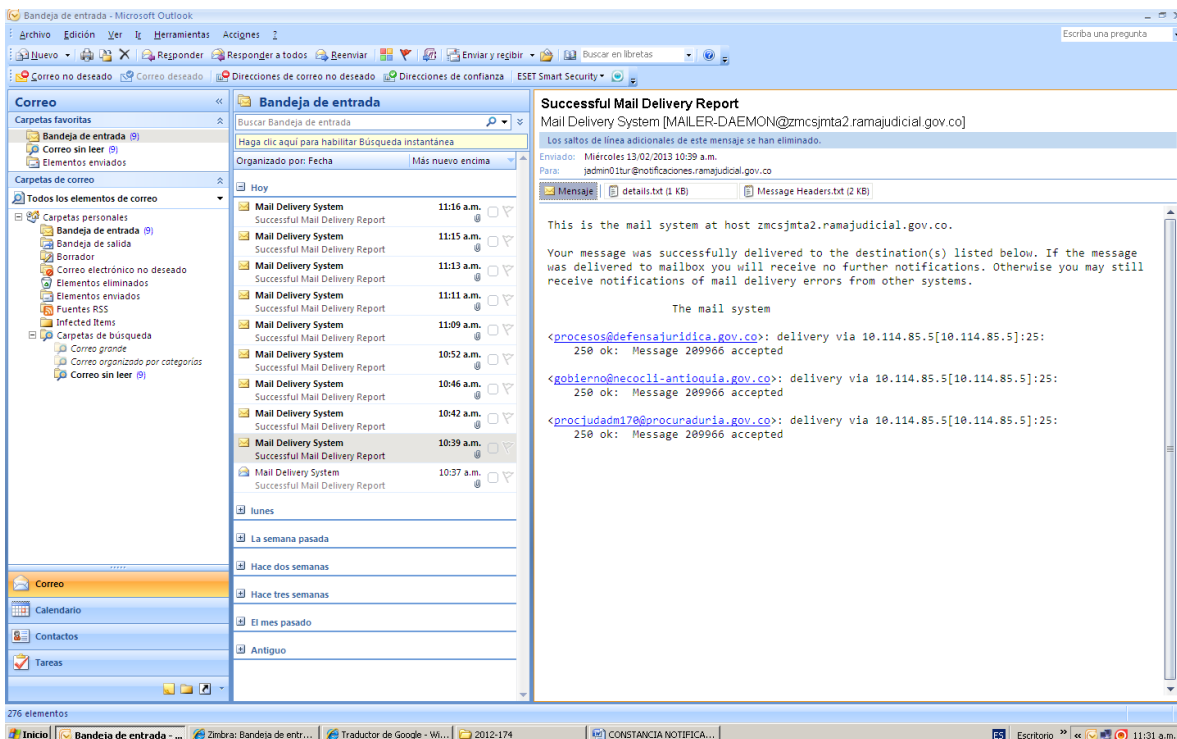 Bandeja de entrada - Microsoft Outlook
Archivo Edición Ver Ir Herramientas Acciones ?
Escriba una pregunta
Nuevo Responder Responder a todos Reenviar Enviar y recibir Buscar en libretas
Correo no deseado Correo deseado Direcciones de correo no deseado Direcciones de confianza ESET Smart Security
Correo «
Carpetas favoritas
Bandeja de entrada (9)
Correo sin leer (9)
Elementos enviados
Carpetas de correo
Todos los elementos de correo
Carpetas personales
Bandeja de entrada (9)
Bandeja de salida
Borrador
Correo electrónico no deseado
Elementos eliminados
Elementos enviados
Fuentes RSS
Infected Items
Carpetas de búsqueda
Correo grande
Correo organizado por categorías
Correo sin leer (9)
Correo
Calendario
Contactos
Tareas
Bandeja de entrada
Buscar Bandeja de entrada
Haga clic aquí para habilitar Búsqueda instantánea
Organizado por: Fecha Más nuevo encima
Hoy
Mail Delivery System 11:16 a.m.
Successful Mail Delivery Report
Mail Delivery System 11:15 a.m.
Successful Mail Delivery Report
Mail Delivery System 11:13 a.m.
Successful Mail Delivery Report
Mail Delivery System 11:11 a.m.
Successful Mail Delivery Report
Mail Delivery System 11:09 a.m.
Successful Mail Delivery Report
Mail Delivery System 10:52 a.m.
Successful Mail Delivery Report
Mail Delivery System 10:46 a.m.
Successful Mail Delivery Report
Mail Delivery System 10:42 a.m.
Successful Mail Delivery Report
Mail Delivery System 10:39 a.m.
Successful Mail Delivery Report
Mail Delivery System 10:37 a.m.
Successful Mail Delivery Report
lunes
La semana pasada
Hace dos semanas
Hace tres semanas
El mes pasado
Antiguo
Successful Mail Delivery Report
Mail Delivery System [MAILER-DAEMON@zmcsjmta2.ramajudicial.gov.co]
Los saltos de línea adicionales de este mensaje se han eliminado.
Enviado: Miércoles 13/02/2013 10:39 a.m.
Para: jadmin01tur@notificaciones.ramajudicial.gov.co
Mensaje details.txt (1 KB) Message Headers.txt (2 KB)
This is the mail system at host zmcsjmta2.ramajudicial.gov.co.
Your message was successfully delivered to the destination(s) listed below. If the message
was delivered to mailbox you will receive no further notifications. Otherwise you may still
receive notifications of mail delivery errors from other systems.
The mail system
<procesos@defensajuridica.gov.co>: delivery via 10.114.85.5[10.114.85.5]:25:
250 ok: Message 209966 accepted
<gobierno@necocli-antioquia.gov.co>: delivery via 10.114.85.5[10.114.85.5]:25:
250 ok: Message 209966 accepted
<procjudadm170@procuraduria.gov.co>: delivery via 10.114.85.5[10.114.85.5]:25:
250 ok: Message 209966 accepted
276 elementos
Inicio Bandeja de entrada - ... Zimbra: Bandeja de entr... Traductor de Google - Wi... 2012-174 CONSTANCIA NOTIFICA... ES Escritorio » « 11:31 a.m.